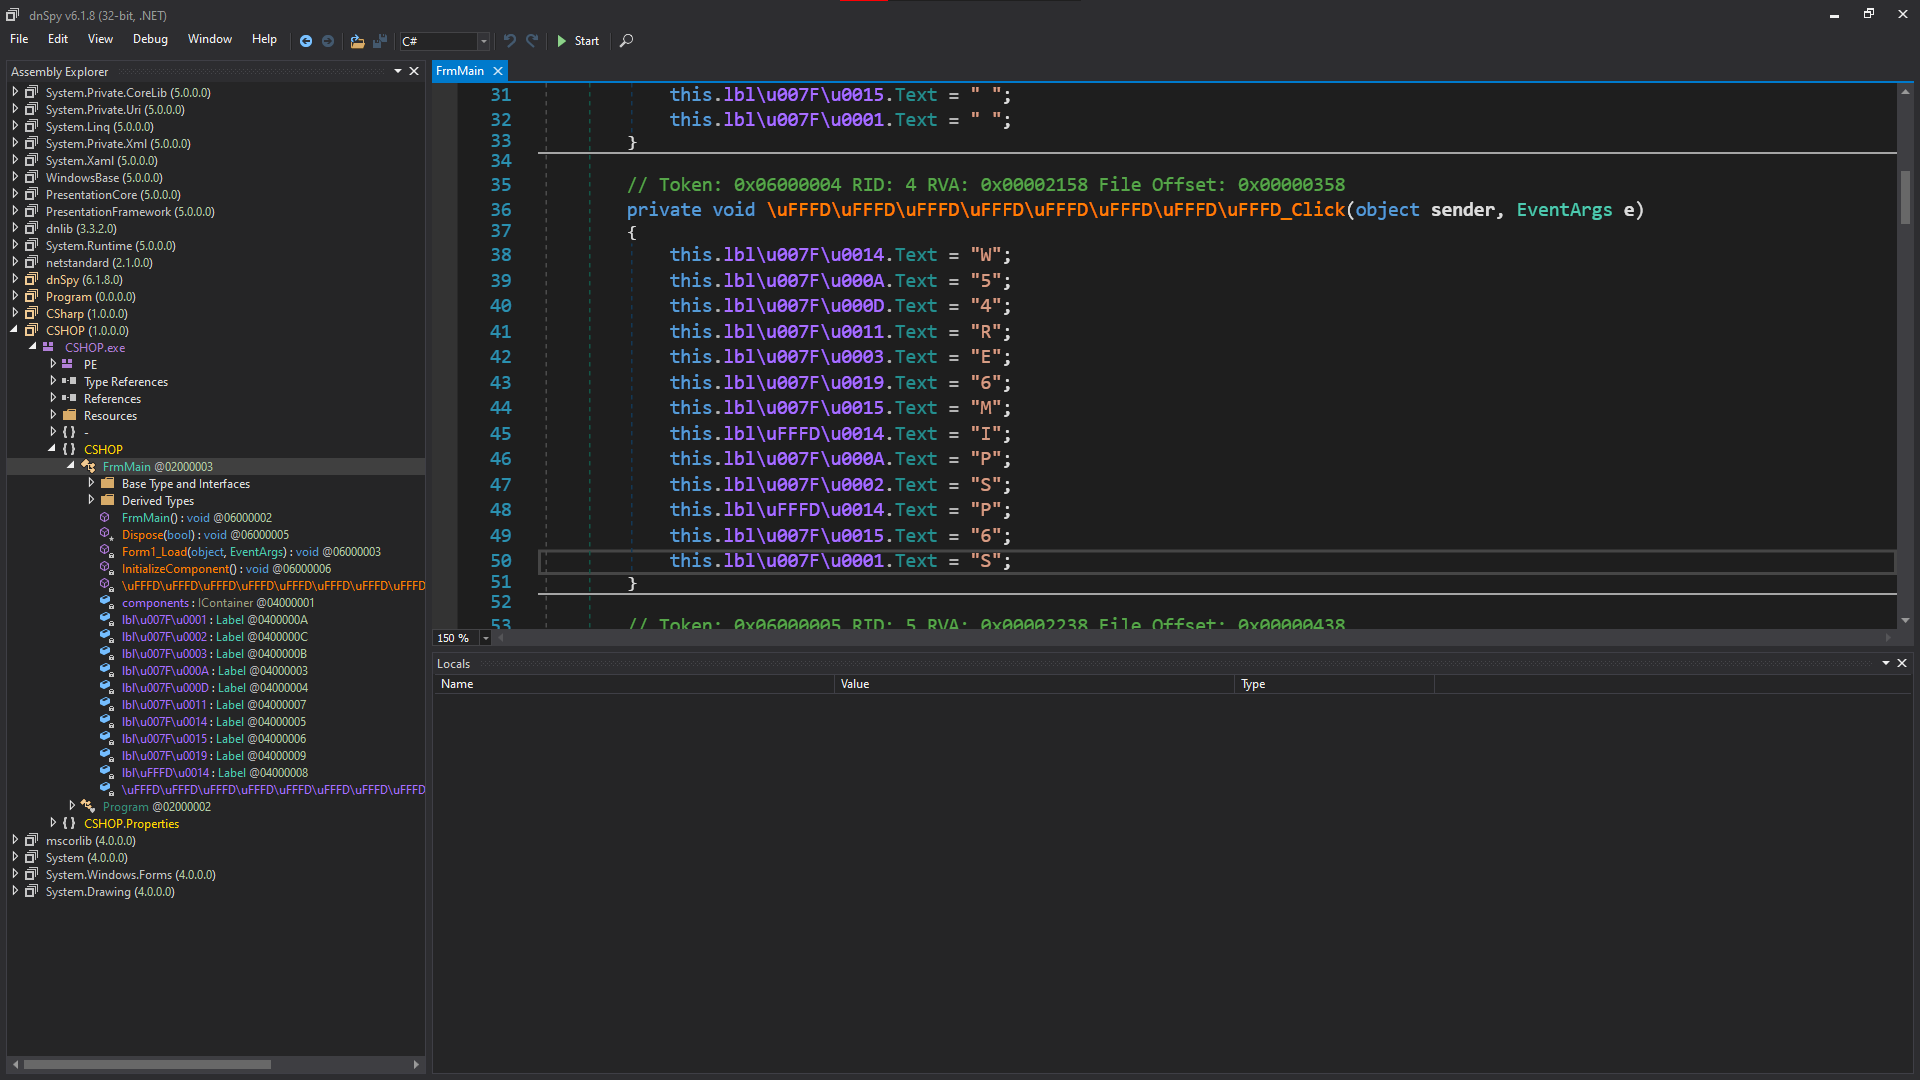 dnSpy v6.1.8 (32-bit, .NET)
File Edit View Debug Window Help C# Start
Assembly Explorer
System.Private.CoreLib (5.0.0.0)
System.Private.Uri (5.0.0.0)
System.Linq (5.0.0.0)
System.Private.Xml (5.0.0.0)
System.Xaml (5.0.0.0)
WindowsBase (5.0.0.0)
PresentationCore (5.0.0.0)
PresentationFramework (5.0.0.0)
dnlib (3.3.2.0)
System.Runtime (5.0.0.0)
netstandard (2.1.0.0)
dnSpy (6.1.8.0)
Program (0.0.0.0)
CSharp (1.0.0.0)
CSHOP (1.0.0.0)
CSHOP.exe
PE
Type References
References
Resources
{ } -
{ } CSHOP
FrmMain @02000003
Base Type and Interfaces
Derived Types
FrmMain() : void @06000002
Dispose(bool) : void @06000005
Form1_Load(object, EventArgs) : void @06000003
InitializeComponent() : void @06000006
\uFFFD\uFFFD\uFFFD\uFFFD\uFFFD\uFFFD\uFFFD\uFFFD
components : IContainer @04000001
lbl\u007F\u0001 : Label @0400000A
lbl\u007F\u0002 : Label @0400000C
lbl\u007F\u0003 : Label @0400000B
lbl\u007F\u000A : Label @04000003
lbl\u007F\u000D : Label @04000004
lbl\u007F\u0011 : Label @04000007
lbl\u007F\u0014 : Label @04000005
lbl\u007F\u0015 : Label @04000006
lbl\u007F\u0019 : Label @04000009
lbl\uFFFD\u0014 : Label @04000008
\uFFFD\uFFFD\uFFFD\uFFFD\uFFFD\uFFFD\uFFFD\uFFFD
Program @02000002
{ } CSHOP.Properties
mscorlib (4.0.0.0)
System (4.0.0.0)
System.Windows.Forms (4.0.0.0)
System.Drawing (4.0.0.0)
FrmMain
31 this.lbl\u007F\u0015.Text = " ";
32 this.lbl\u007F\u0001.Text = " ";
33 }
34
35 // Token: 0x06000004 RID: 4 RVA: 0x00002158 File Offset: 0x00000358
36 private void \uFFFD\uFFFD\uFFFD\uFFFD\uFFFD\uFFFD\uFFFD\uFFFD_Click(object sender, EventArgs e)
37 {
38 this.lbl\u007F\u0014.Text = "W";
39 this.lbl\u007F\u000A.Text = "5";
40 this.lbl\u007F\u000D.Text = "4";
41 this.lbl\u007F\u0011.Text = "R";
42 this.lbl\u007F\u0003.Text = "E";
43 this.lbl\u007F\u0019.Text = "6";
44 this.lbl\u007F\u0015.Text = "M";
45 this.lbl\uFFFD\u0014.Text = "I";
46 this.lbl\u007F\u000A.Text = "P";
47 this.lbl\u007F\u0002.Text = "S";
48 this.lbl\uFFFD\u0014.Text = "P";
49 this.lbl\u007F\u0015.Text = "6";
50 this.lbl\u007F\u0001.Text = "S";
51 }
52
53 // Token: 0x06000005 RID: 5 RVA: 0x00002238 File Offset: 0x00000438
150 %
Locals
Name Value Type